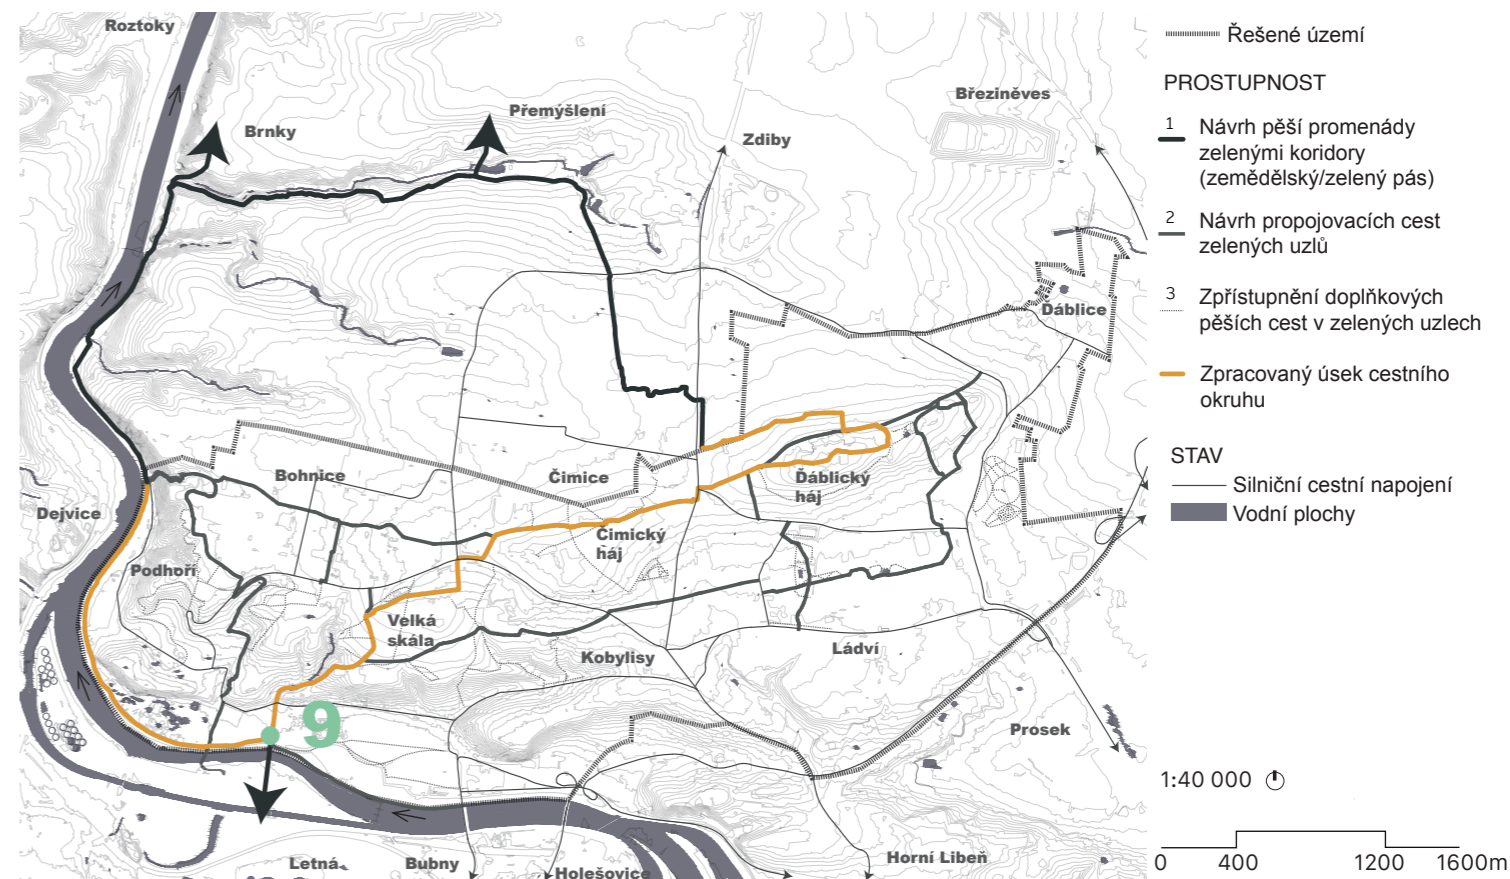 Roztoky
Brnky
Přemýšlení
Zdiby
Březiněves
Ďáblice
Bohnice
Čimice
Ďáblický
háj
Dejvice
Čimický
háj
Podhoří
Velká
skála
Kobylisy
Ládví
9
Prosek
Letná
Bubny
Holešovice
Horní Libeň
Řešené území
PROSTUPNOST
1 Návrh pěší promenády
zelenými koridory
(zemědělský/zelený pás)
2 Návrh propojovacích cest
zelených uzlů
3 Zpřístupnění doplňkových
pěších cest v zelených uzlech
Zpracovaný úsek cestního
okruhu
STAV
Silniční cestní napojení
Vodní plochy
1:40 000
0 400 1200 1600m